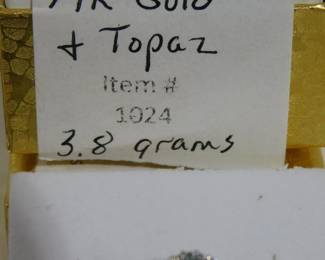 Gold
+ Topaz
Item #
1024
3.8 grams